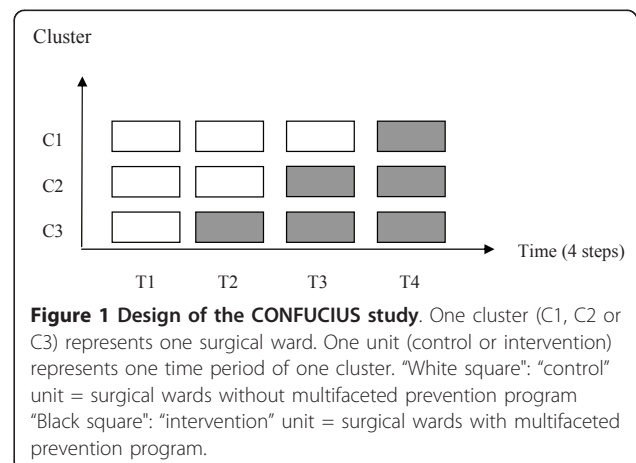 Cluster
C1
C2
C3
Time (4 steps)
T1 T2 T3 T4
Figure 1 Design of the CONFUCIUS study. One cluster (C1, C2 or
C3) represents one surgical ward. One unit (control or intervention)
represents one time period of one cluster. “White square": “control”
unit = surgical wards without multifaceted prevention program
“Black square": “intervention” unit = surgical wards with multifaceted
prevention program.